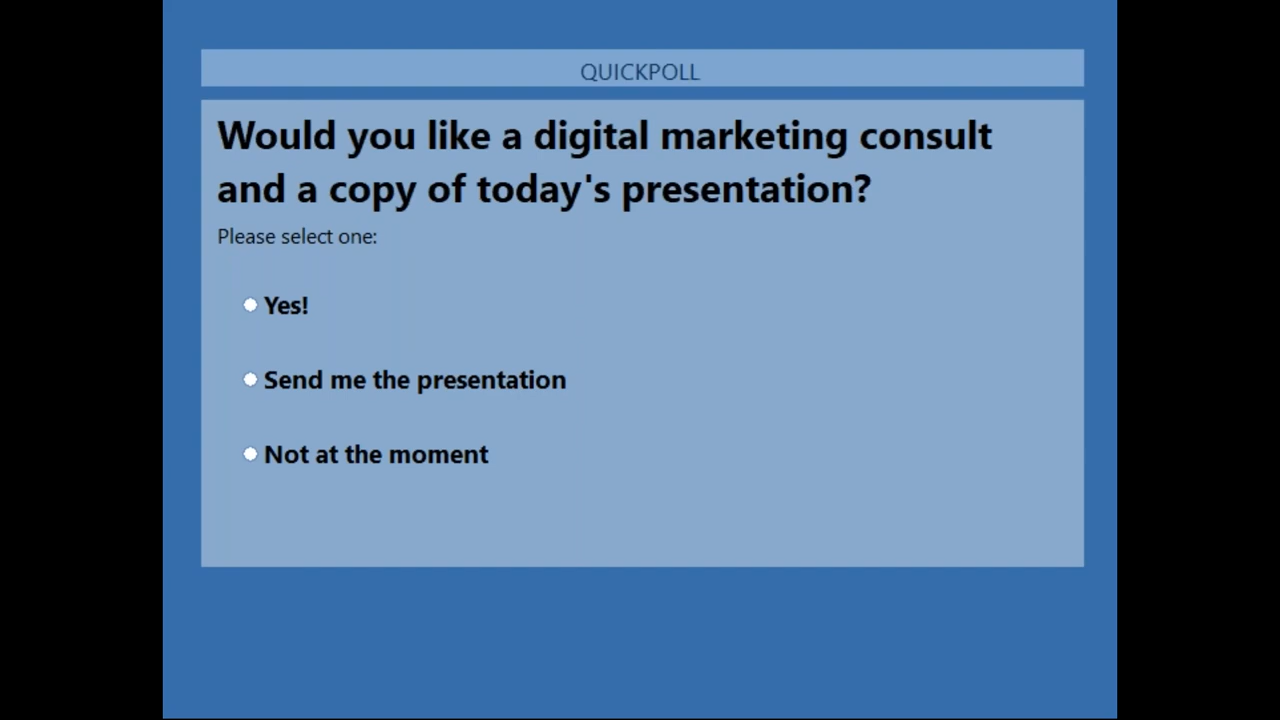 QUICKPOLL
Would you like a digital marketing consult
and a copy of today's presentation?
Please select one:
Yes!
Send me the presentation
Not at the moment